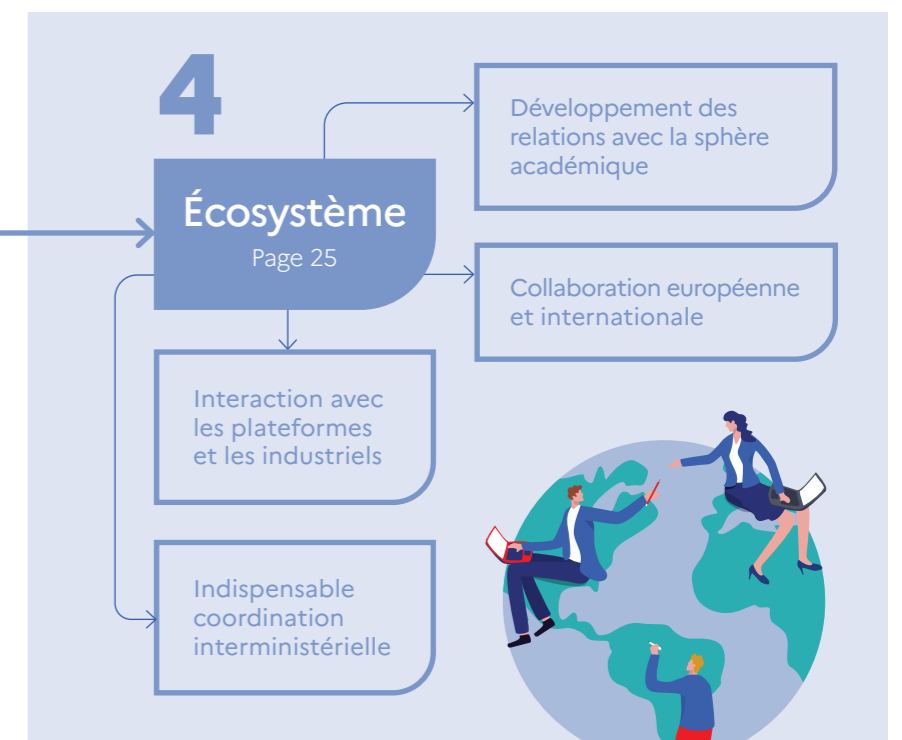 4
Écosystème
Page 25
Développement des
relations avec la sphère
académique
Collaboration européenne
et internationale
Interaction avec
les plateformes
et les industriels
Indispensable
coordination
interministérielle